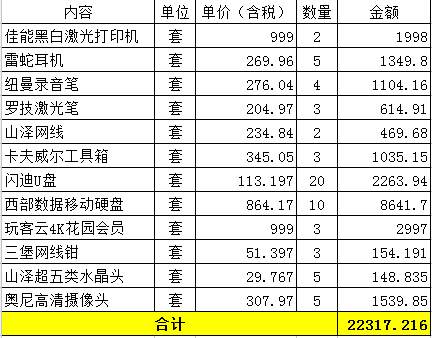 内容 单位 单价（含税） 数量 金额
佳能黑白激光打印机 套 999 2 1998
雷蛇耳机 套 269.96 5 1349.8
纽曼录音笔 套 276.04 4 1104.16
罗技激光笔 套 204.97 3 614.91
山泽网线 套 234.84 2 469.68
卡夫威尔工具箱 套 345.05 3 1035.15
闪迪U盘 套 113.197 20 2263.94
西部数据移动硬盘 套 864.17 10 8641.7
玩客云4K花园会员 套 999 3 2997
三堡网线钳 套 51.397 3 154.191
山泽超五类水晶头 套 29.767 5 148.835
奥尼高清摄像头 套 307.97 5 1539.85
合计 22317.216